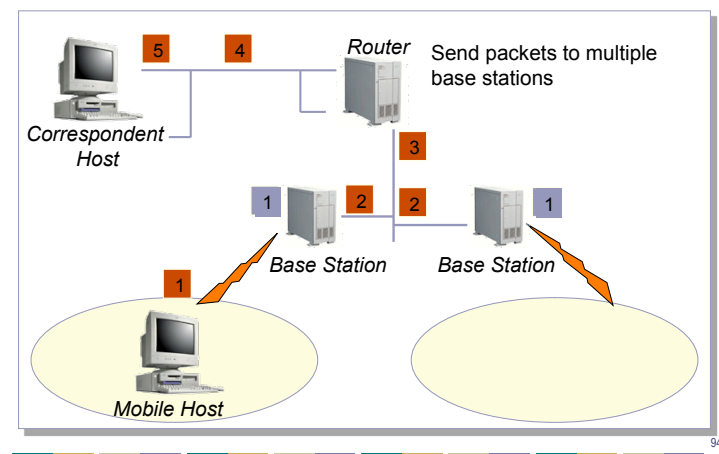 5
4
Router
Send packets to multiple
base stations
Correspondent
Host
3
1
2
2
1
Base Station
Base Station
1
Mobile Host
94